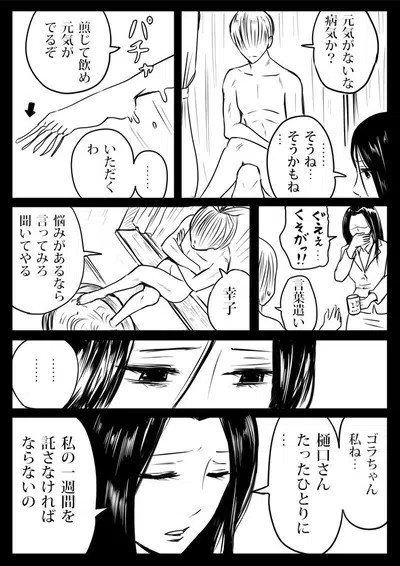 元気がないな
病気か？
……
そうね…
そうかもね
パチャ
煎じて飲め
元気が
でるぞ
……
いただく
わ
ぐえぇ…
くそがっ!!
言葉遣い
幸子
悩みがあるなら
言ってみろ
聞いてやる
……
……
ゴラちゃん
私ね…
樋口さん
たったひとりに
私の一週間を
託さなければ
ならないの